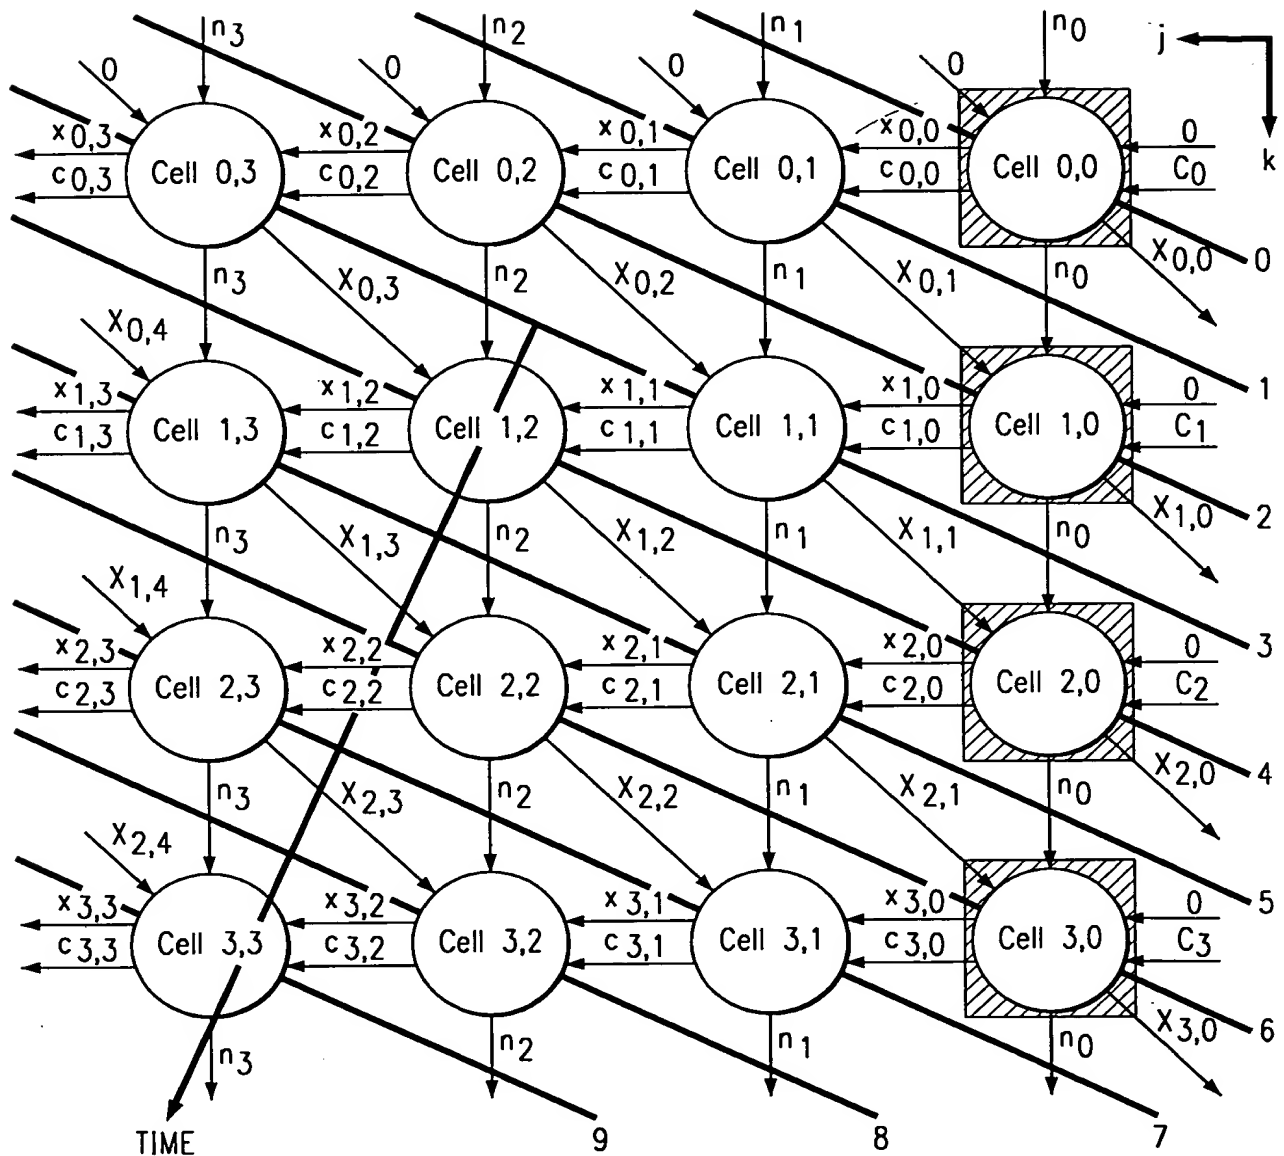 n3 n2 n1 n0 j
0 0 0 0 k
x0,3 x0,2 x0,1 x0,0 0
Cell 0,3 Cell 0,2 Cell 0,1 Cell 0,0
c0,3 c0,2 c0,1 c0,0 C0
n3 X0,3 n2 X0,2 n1 X0,1 n0 X0,0 0
X0,4
x1,3 x1,2 x1,1 x1,0 0 1
Cell 1,3 Cell 1,2 Cell 1,1 Cell 1,0
c1,3 c1,2 c1,1 c1,0 C1
n3 X1,3 n2 X1,2 n1 X1,1 n0 X1,0 2
X1,4
x2,3 x2,2 x2,1 x2,0 0 3
Cell 2,3 Cell 2,2 Cell 2,1 Cell 2,0
c2,3 c2,2 c2,1 c2,0 C2
n3 X2,3 n2 X2,2 n1 X2,1 n0 X2,0 4
X2,4
x3,3 x3,2 x3,1 x3,0 0 5
Cell 3,3 Cell 3,2 Cell 3,1 Cell 3,0
c3,3 c3,2 c3,1 c3,0 C3
n3 n2 n1 n0 X3,0 6
TIME 9 8 7